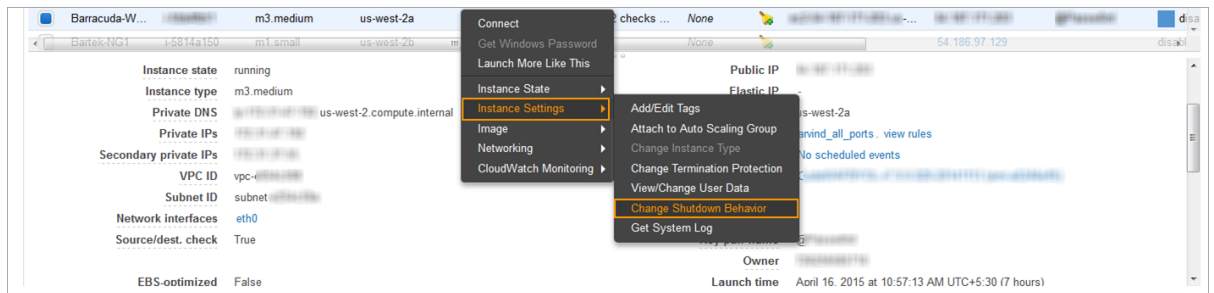 Barracuda-W... m3.medium us-west-2a 2 checks ... None disa
Bartek-NG1 i-5814a150 m1.small us-west-2b None 54.186.97.129 disabl
Connect
Get Windows Password
Launch More Like This
Instance State
Instance Settings
Image
Networking
CloudWatch Monitoring
Add/Edit Tags
Attach to Auto Scaling Group
Change Instance Type
Change Termination Protection
View/Change User Data
Change Shutdown Behavior
Get System Log
Instance state running
Instance type m3.medium
Private DNS us-west-2.compute.internal
Private IPs
Secondary private IPs
VPC ID vpc-
Subnet ID subnet
Network interfaces eth0
Source/dest. check True
EBS-optimized False
Public IP
Elastic IP -
us-west-2a
arvind_all_ports. view rules
No scheduled events
Owner
Launch time April 16, 2015 at 10:57:13 AM UTC+5:30 (7 hours)